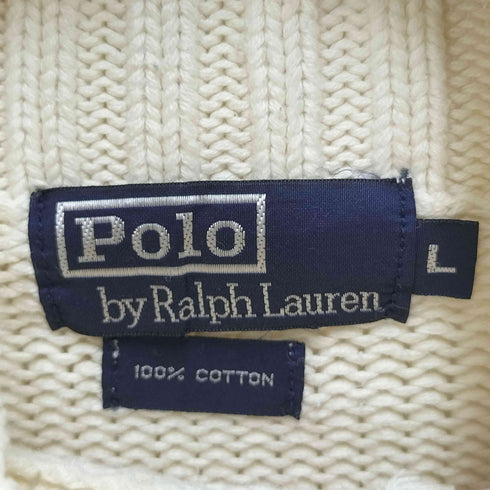 Polo
by Ralph Lauren
L
100% COTTON